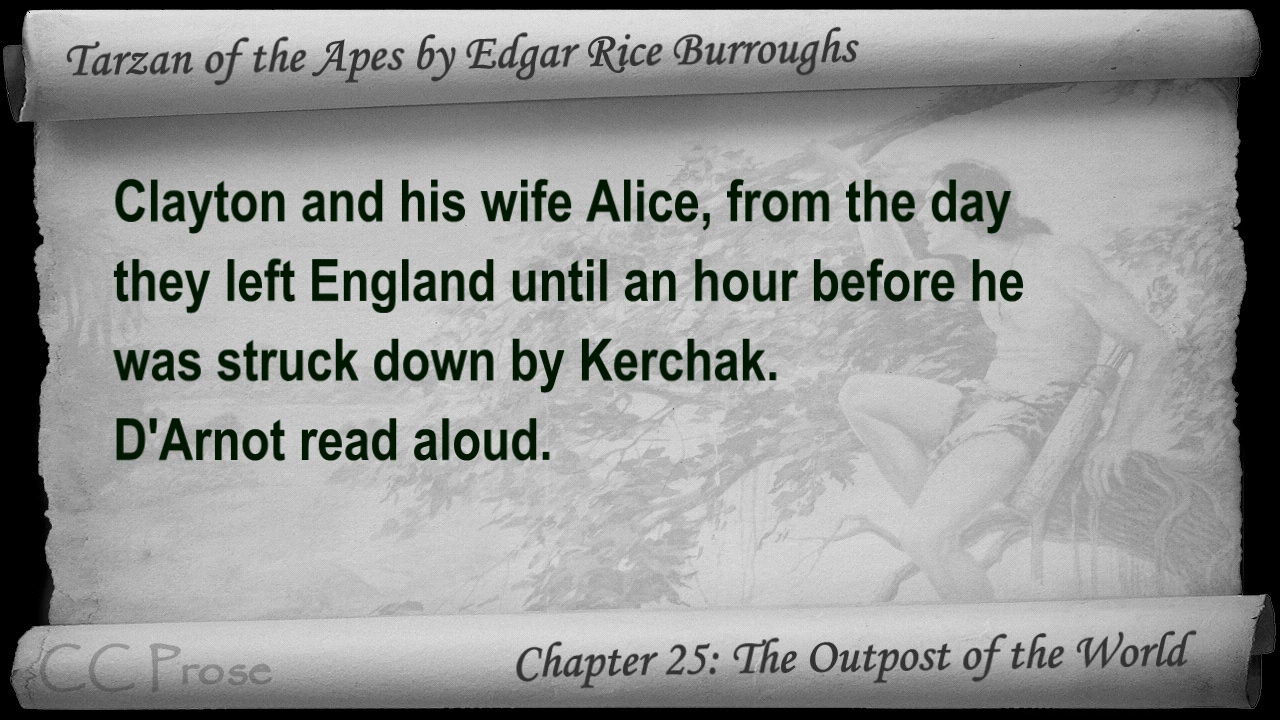 Tarzan of the Apes by Edgar Rice Burroughs
Clayton and his wife Alice, from the day
they left England until an hour before he
was struck down by Kerchak.
D'Arnot read aloud.
CC Prose
Chapter 25: The Outpost of the World